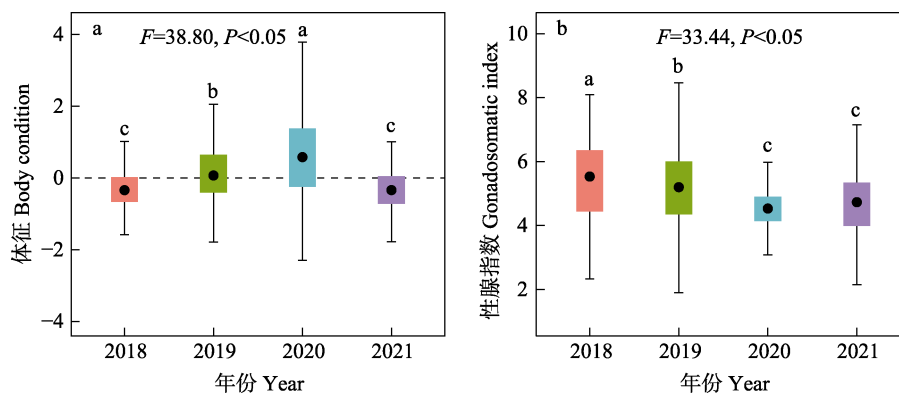 a
F=38.80, P<0.05
4
2
0
−2
−4
c
b
a
c
2018
2019
2020
2021
体征 Body condition
年份 Year
b
F=33.44, P<0.05
10
8
6
4
2
a
b
c
c
2018
2019
2020
2021
性腺指数 Gonadosomatic index
年份 Year